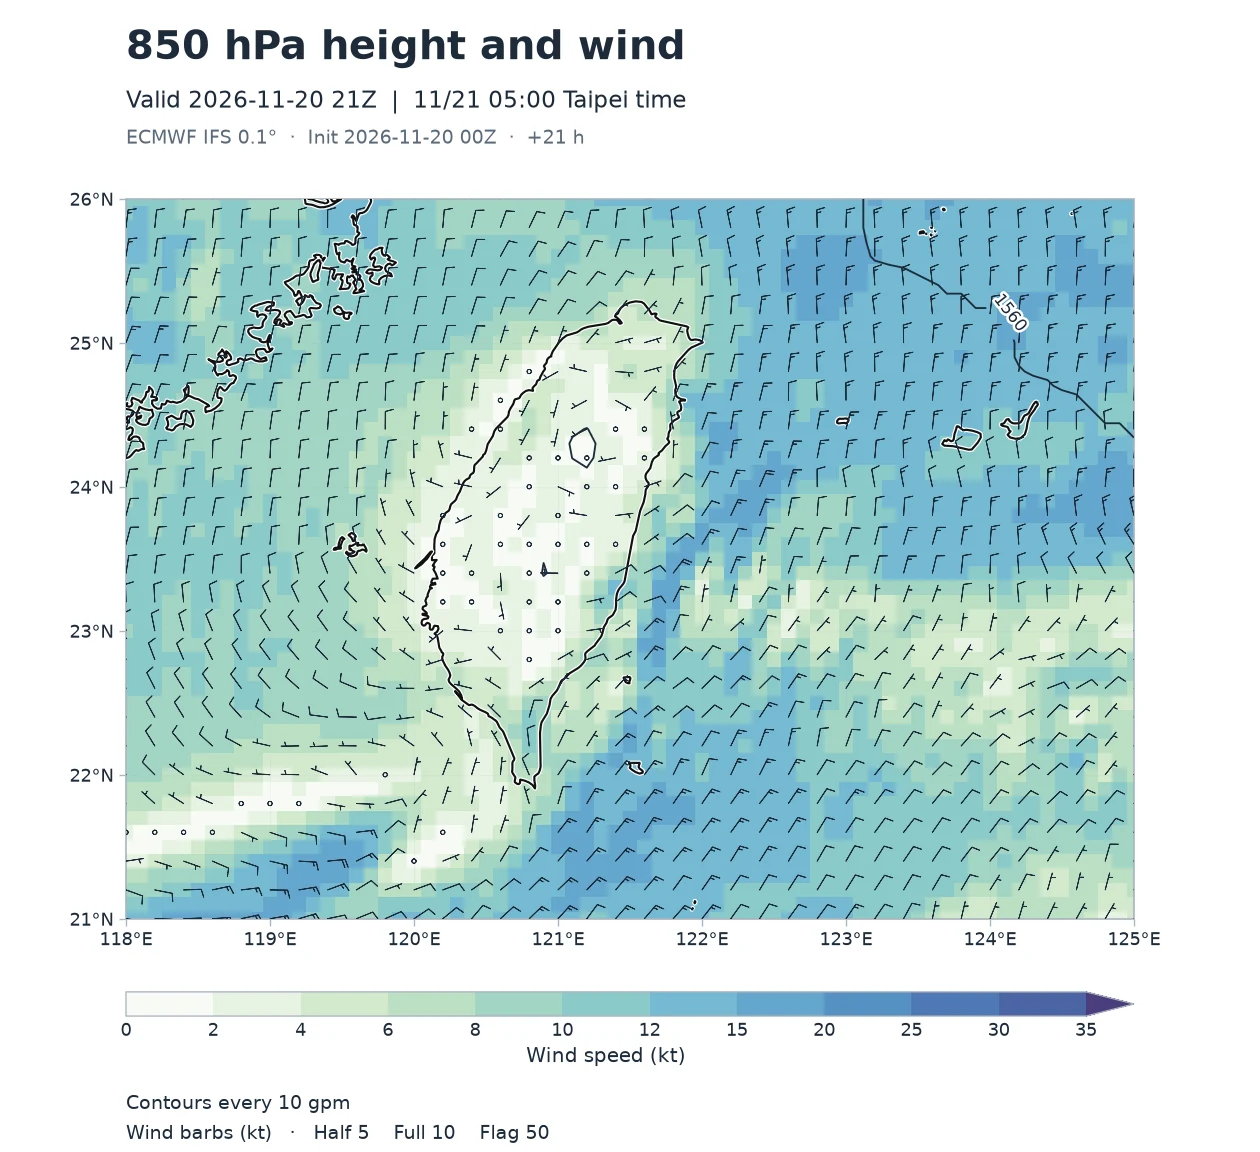 850 hPa height and wind
Valid 2026-11-20 21Z | 11/21 05:00 Taipei time
ECMWF IFS 0.1° · Init 2026-11-20 00Z · +21 h
26°N
25°N
24°N
23°N
22°N
21°N
1560
118°E 119°E 120°E 121°E 122°E 123°E 124°E 125°E
0 2 4 6 8 10 12 15 20 25 30 35
Wind speed (kt)
Contours every 10 gpm
Wind barbs (kt) · Half 5 Full 10 Flag 50